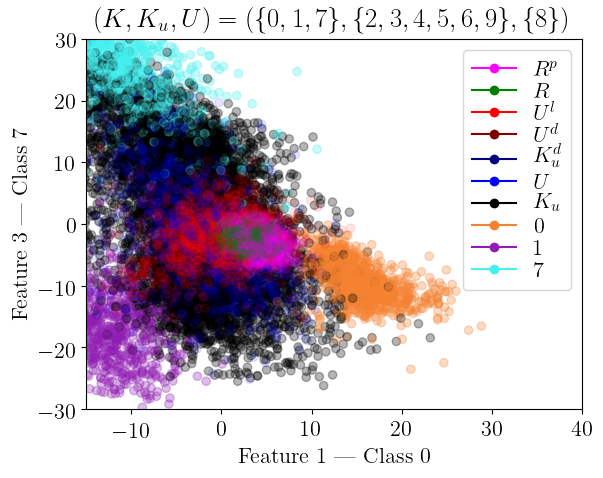 (K, K_u, U) = ({0, 1, 7}, {2, 3, 4, 5, 6, 9}, {8})
30
20
10
0
−10
−20
−30
Feature 3 — Class 7
R^p
R
U^l
U^d
K_u^d
U
K_u
0
1
7
−10
0
10
20
30
40
Feature 1 — Class 0